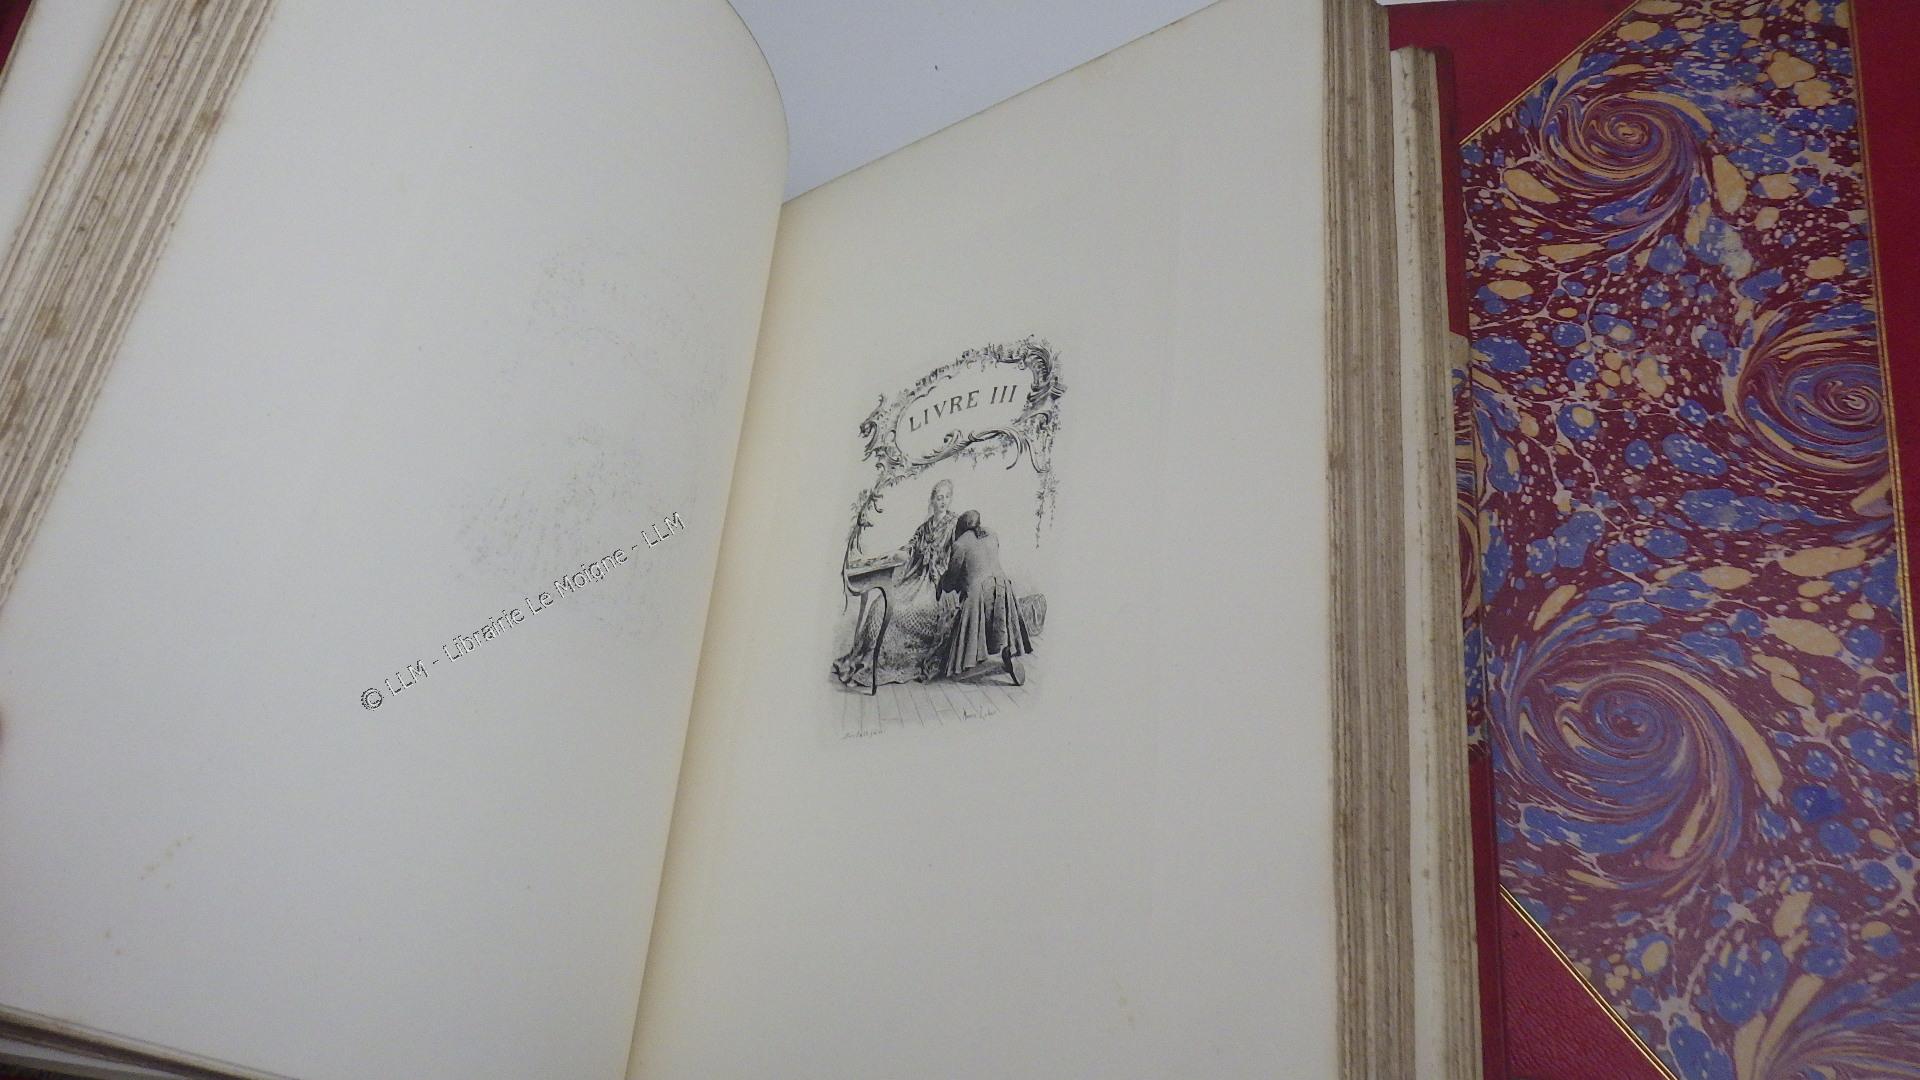 © LLM - Librairie Le Moigne - LLM
LIVRE III